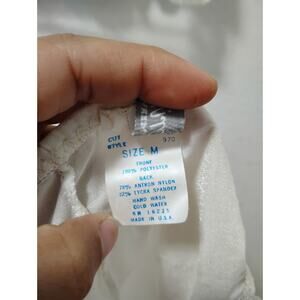 CUT
STYLE 970
SIZE M
FRONT
100% POLYESTER
BACK
78% ANTRON NYLON
22% LYCRA SPANDEX
HAND WASH
COLD WATER
RN 16225
MADE IN U.S.A.